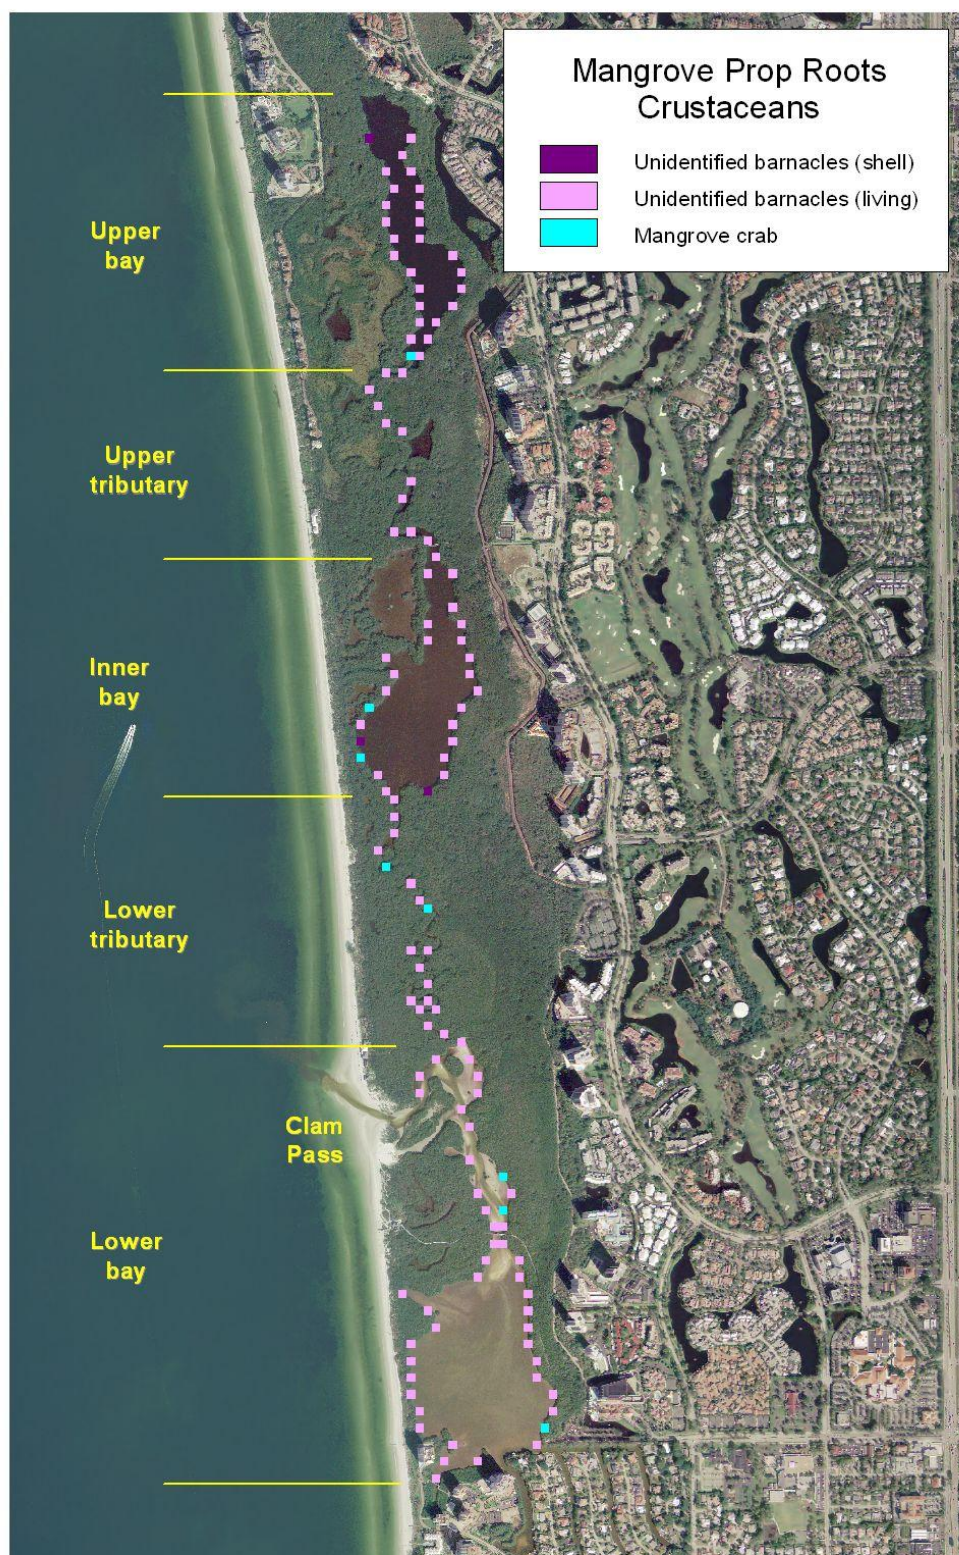 Mangrove Prop Roots
Crustaceans
Unidentified barnacles (shell)
Unidentified barnacles (living)
Mangrove crab
Upper
bay
Upper
tributary
Inner
bay
Lower
tributary
Clam
Pass
Lower
bay